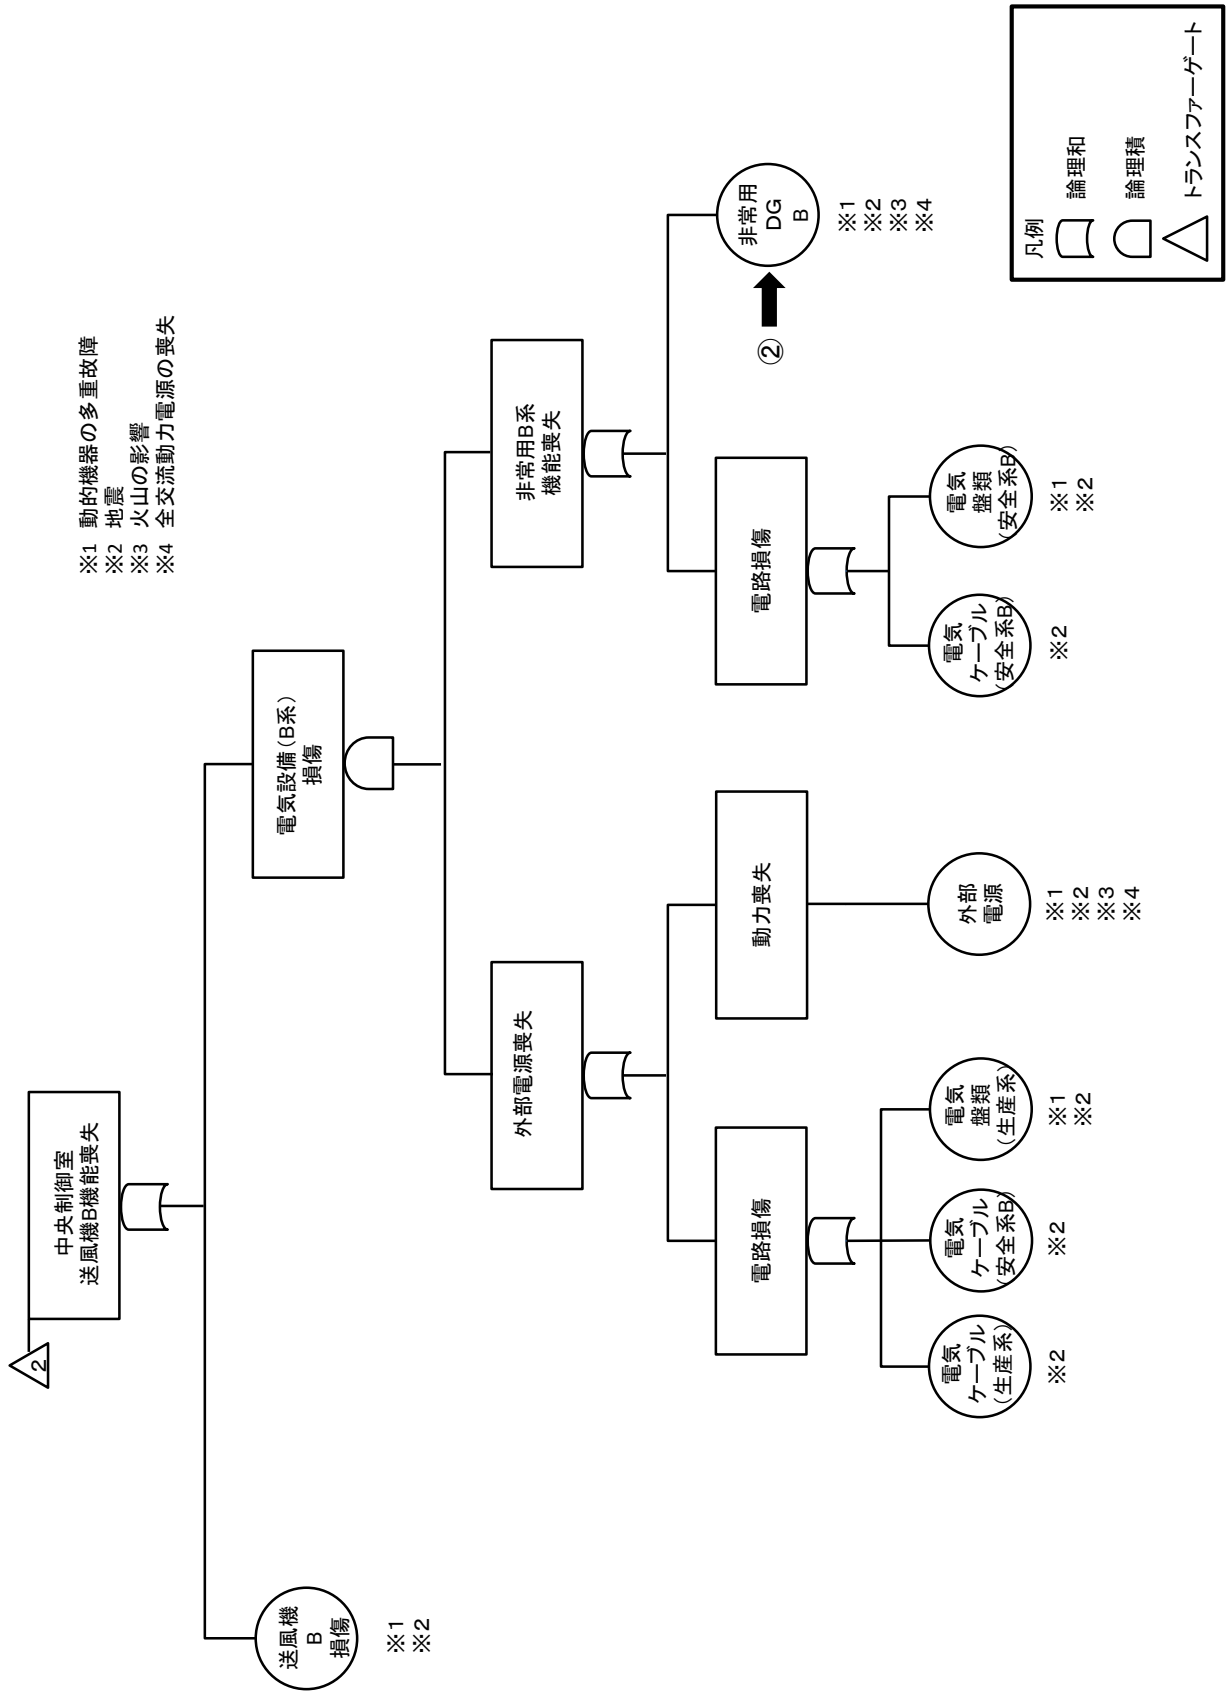 2
中央制御室
送風機B機能喪失
※1 動的機器の多重故障
※2 地震
※3 火山の影響
※4 全交流動力電源の喪失
送風機
B
損傷
※1
※2
電気設備(B系)
損傷
外部電源喪失
非常用B系
機能喪失
電路損傷
動力喪失
電路損傷
②
非常用
DG
B
※1
※2
※3
※4
電気
ケーブル
(生産系)
※2
電気
ケーブル
(安全系B)
※2
電気
盤類
(生産系)
※1
※2
外部
電源
※1
※2
※3
※4
電気
ケーブル
(安全系B)
※2
電気
盤類
(安全系B)
※1
※2
凡例
論理和
論理積
トランスファーゲート